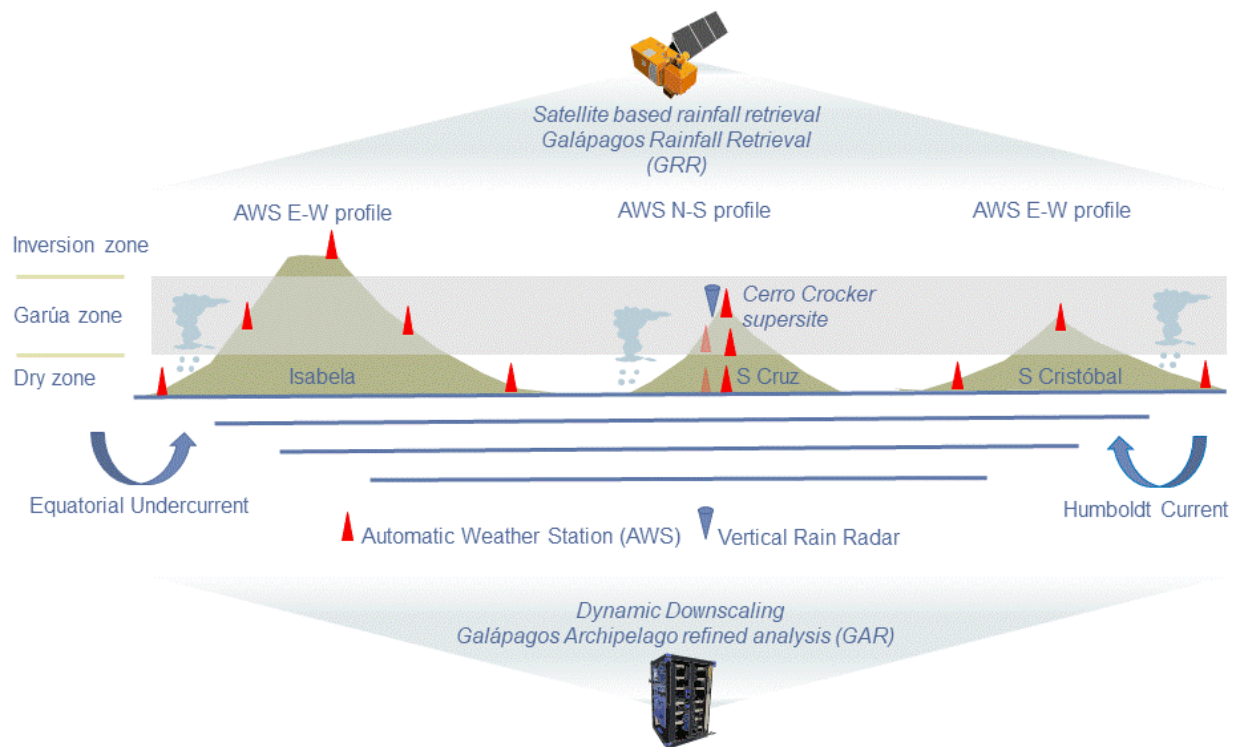 Satellite based rainfall retrieval
Galápagos Rainfall Retrieval
(GRR)
AWS E-W profile
AWS N-S profile
AWS E-W profile
Inversion zone
Garúa zone
Dry zone
Cerro Crocker
supersite
Isabela
S Cruz
S Cristóbal
Equatorial Undercurrent
Humboldt Current
Automatic Weather Station (AWS)
Vertical Rain Radar
Dynamic Downscaling
Galápagos Archipelago refined analysis (GAR)